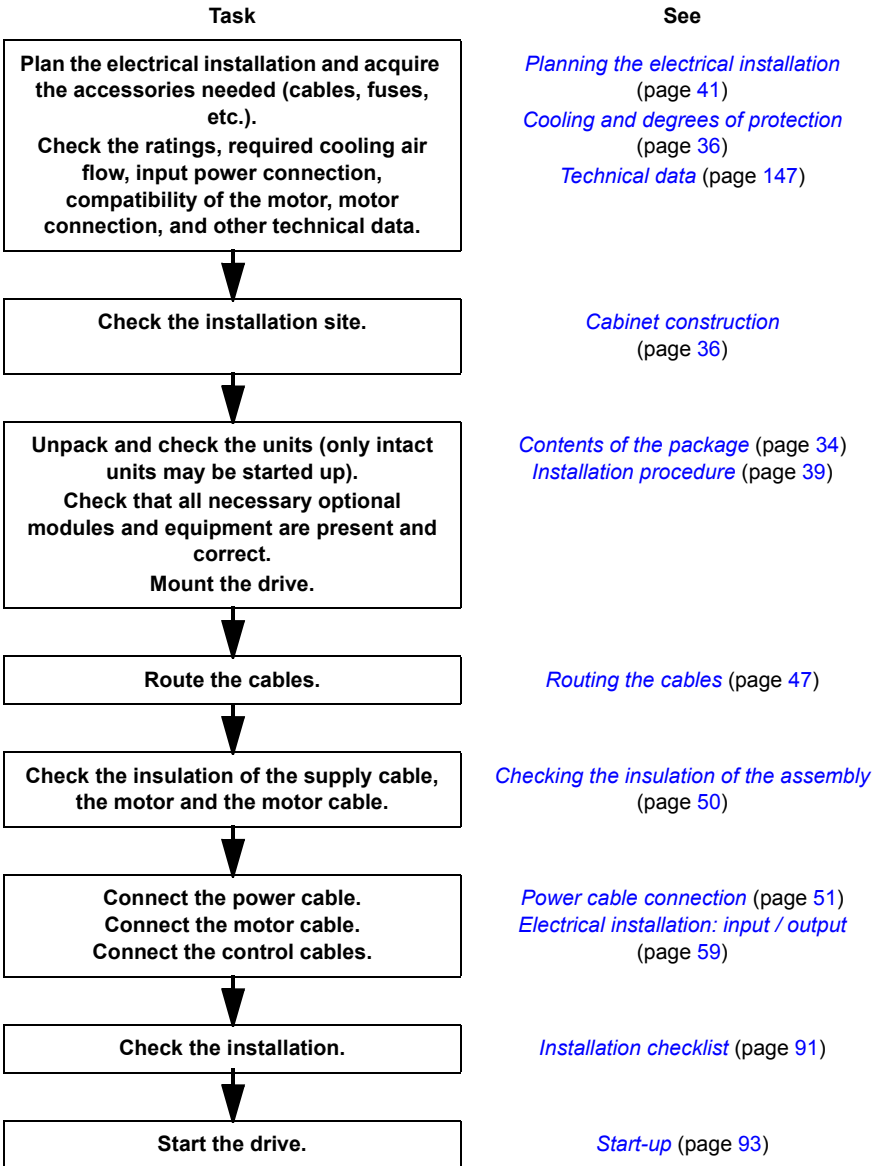 Task
See
Plan the electrical installation and acquire
the accessories needed (cables, fuses,
etc.).
Check the ratings, required cooling air
flow, input power connection,
compatibility of the motor, motor
connection, and other technical data.
Planning the electrical installation
(page 41)
Cooling and degrees of protection
(page 36)
Technical data (page 147)
Check the installation site.
Cabinet construction
(page 36)
Unpack and check the units (only intact
units may be started up).
Check that all necessary optional
modules and equipment are present and
correct.
Mount the drive.
Contents of the package (page 34)
Installation procedure (page 39)
Route the cables.
Routing the cables (page 47)
Check the insulation of the supply cable,
the motor and the motor cable.
Checking the insulation of the assembly
(page 50)
Connect the power cable.
Connect the motor cable.
Connect the control cables.
Power cable connection (page 51)
Electrical installation: input / output
(page 59)
Check the installation.
Installation checklist (page 91)
Start the drive.
Start-up (page 93)